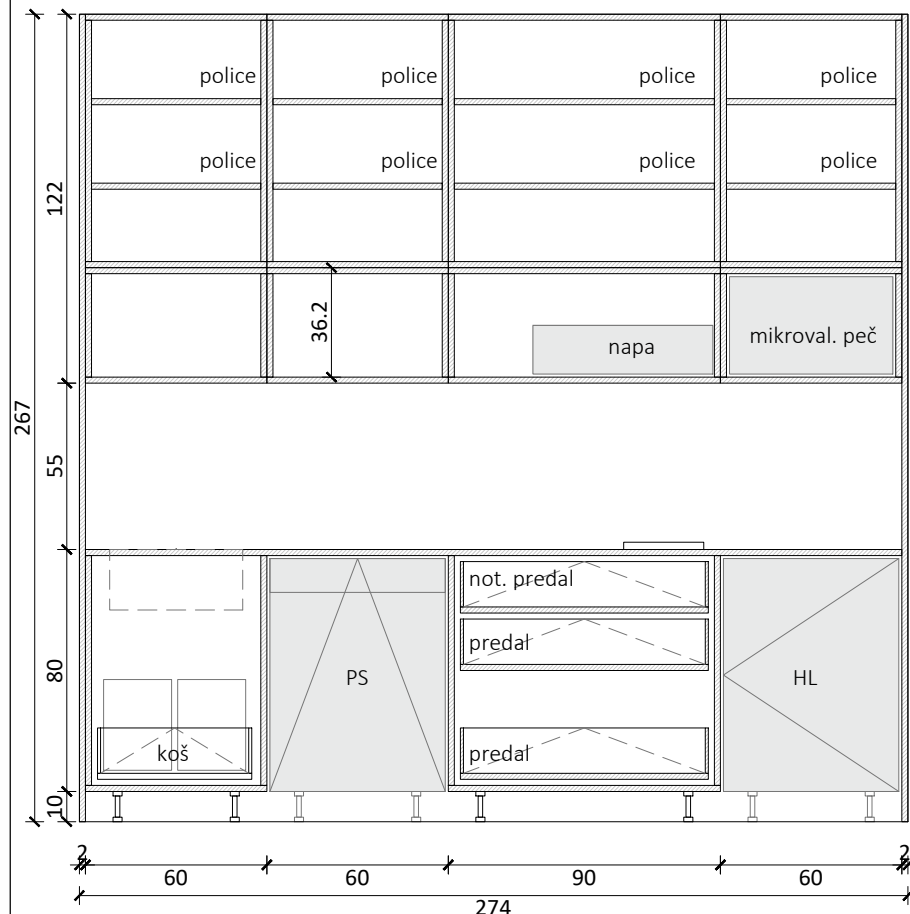 police police police police
police police police police
122
36.2
napa
mikroval. peč
267
55
not. predal
predal
80
PS
HL
koš
predal
10
2 60 60 90 60 2
274